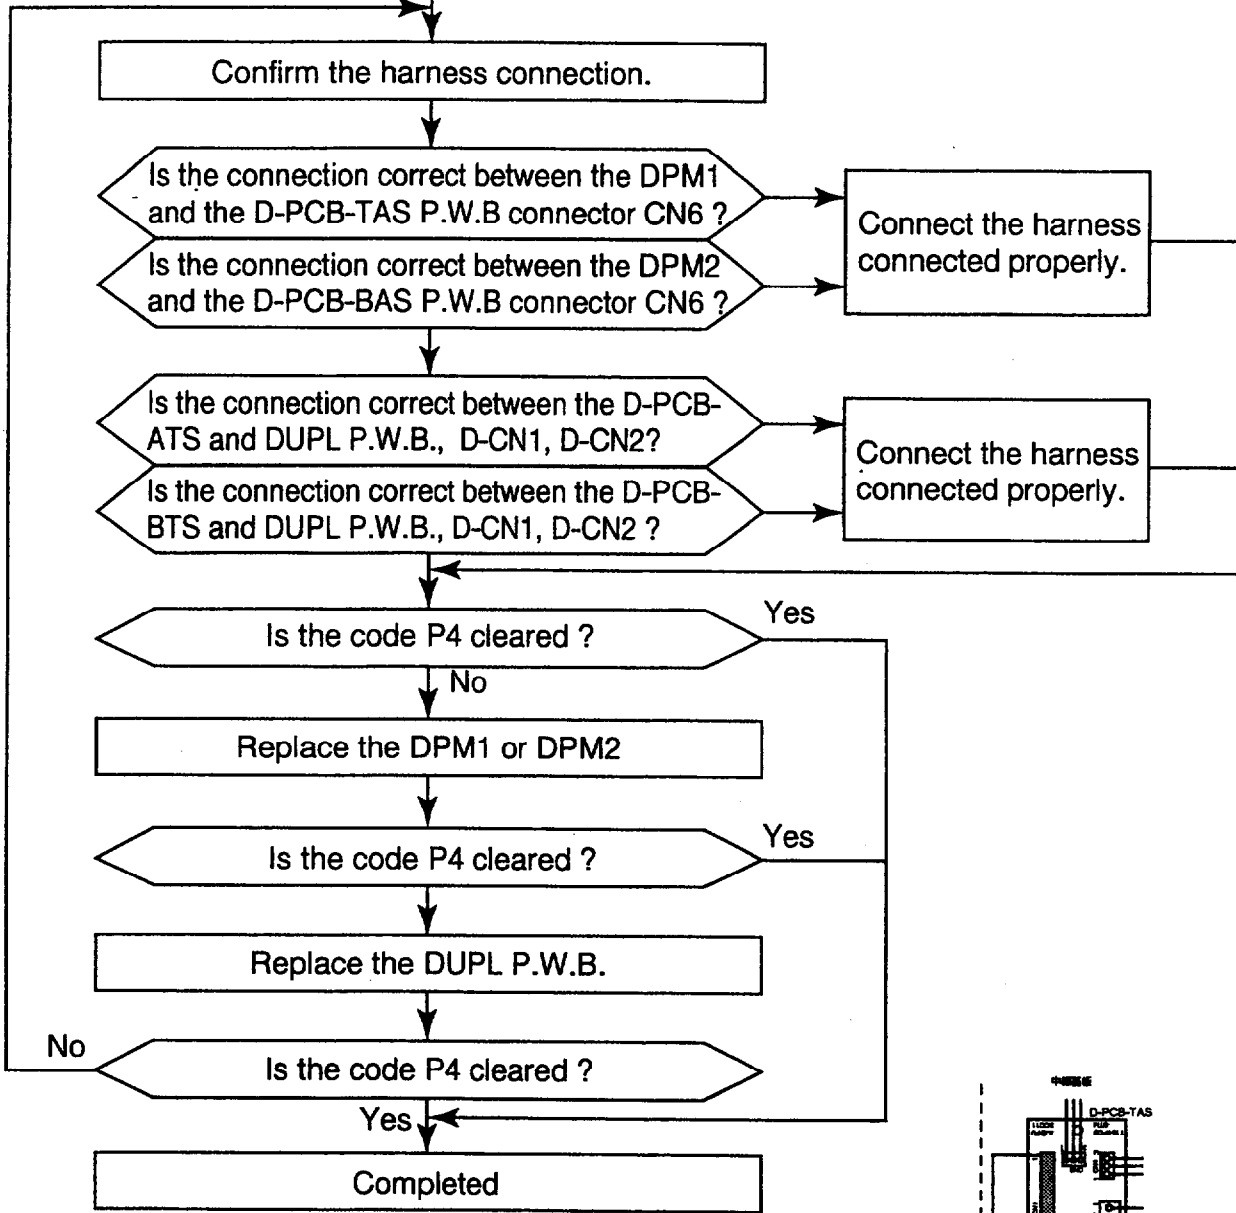 Confirm the harness connection.
Is the connection correct between the DPM1
and the D-PCB-TAS P.W.B connector CN6 ?
Connect the harness
connected properly.
Is the connection correct between the DPM2
and the D-PCB-BAS P.W.B connector CN6 ?
Is the connection correct between the D-PCB-
ATS and DUPL P.W.B., D-CN1, D-CN2?
Connect the harness
connected properly.
Is the connection correct between the D-PCB-
BTS and DUPL P.W.B., D-CN1, D-CN2 ?
Is the code P4 cleared ?
Yes
No
Replace the DPM1 or DPM2
Is the code P4 cleared ?
Yes
Replace the DUPL P.W.B.
Is the code P4 cleared ?
No
Yes
Completed
D-PCB-TAS